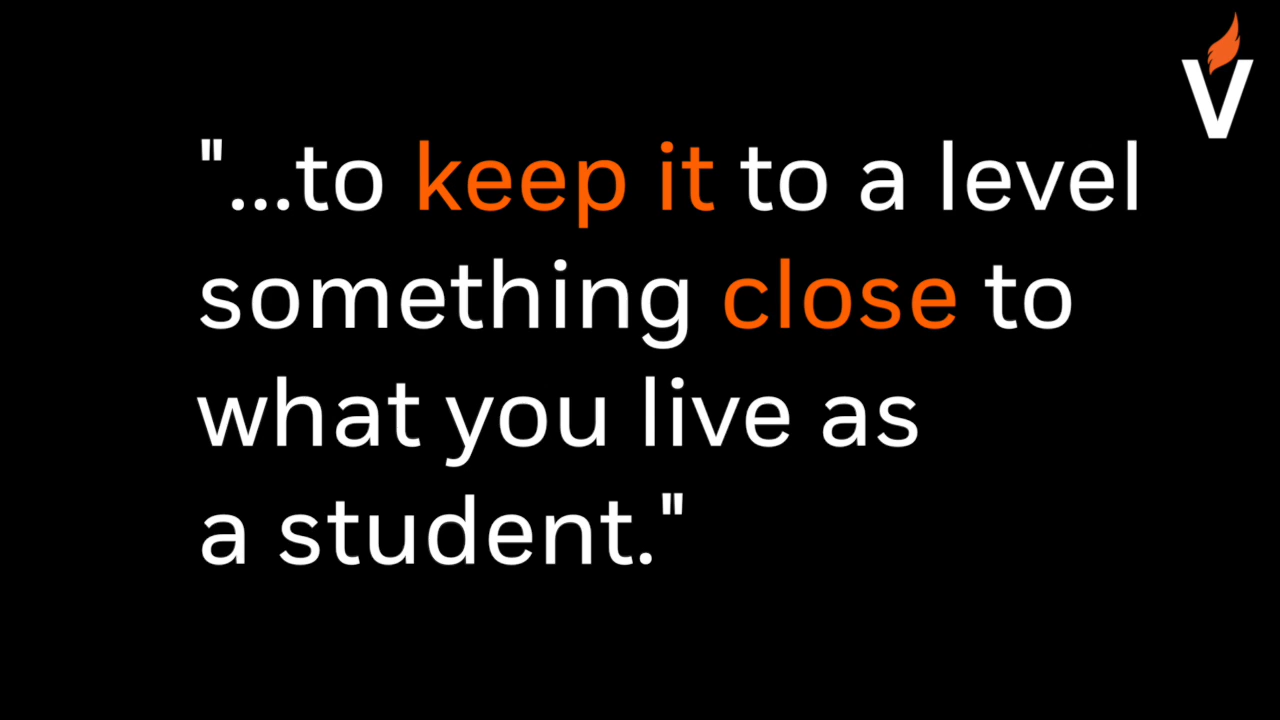 "...to keep it to a level
something close to
what you live as
a student."
V